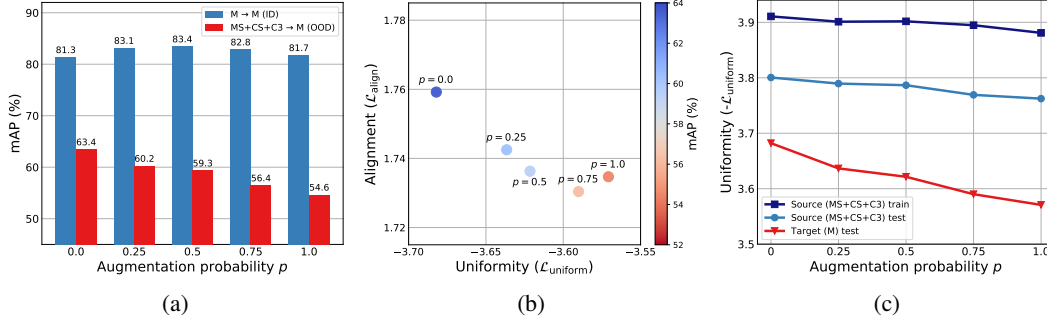 M → M (ID)
MS+CS+C3 → M (OOD)
mAP (%)
90
80
70
60
50
81.3
83.1
83.4
82.8
81.7
63.4
60.2
59.3
56.4
54.6
0.0
0.25
0.5
0.75
1.0
Augmentation probability p
(a)
Alignment (ℒalign)
1.78
1.76
1.74
1.72
p = 0.0
p = 0.25
p = 0.5
p = 0.75
p = 1.0
−3.70
−3.65
−3.60
−3.55
Uniformity (ℒuniform)
64
62
60
58
56
54
52
mAP (%)
(b)
Uniformity (-ℒuniform)
3.9
3.8
3.7
3.6
3.5
Source (MS+CS+C3) train
Source (MS+CS+C3) test
Target (M) test
0
0.25
0.5
0.75
1.0
Augmentation probability p
(c)